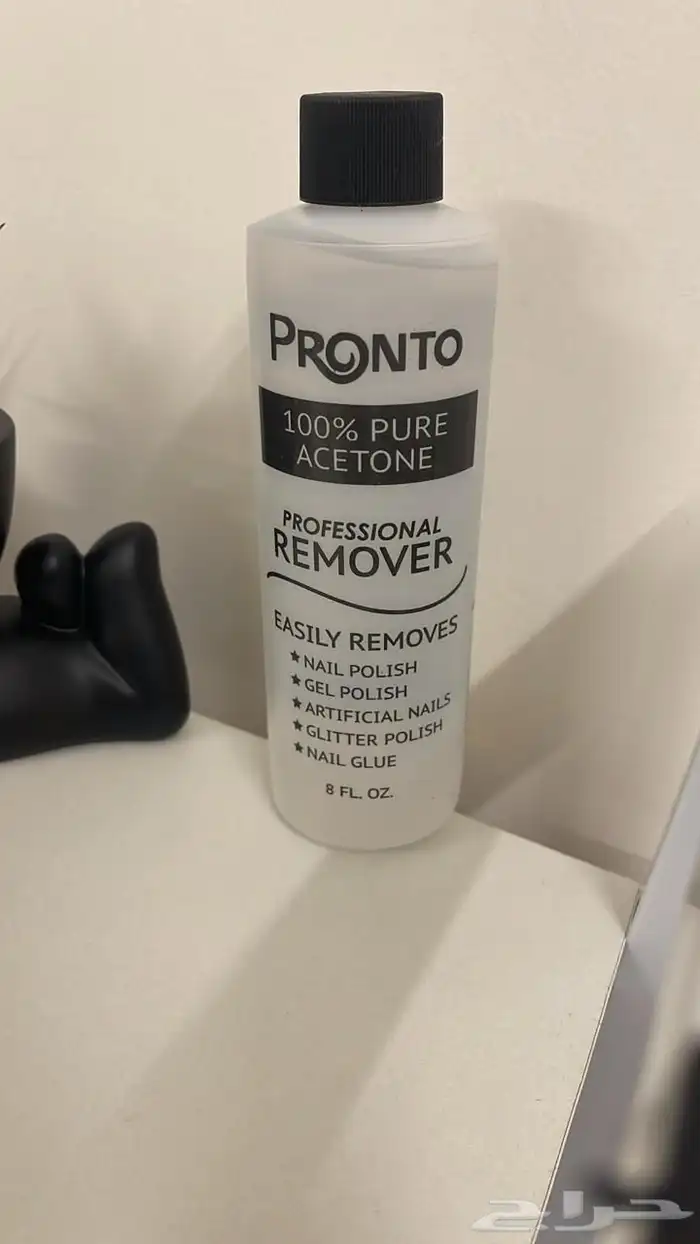 PRONTO
100% PURE
ACETONE
PROFESSIONAL
REMOVER
EASILY REMOVES
★ NAIL POLISH
★ GEL POLISH
★ ARTIFICIAL NAILS
★ GLITTER POLISH
★ NAIL GLUE
8 FL. OZ.
حراج